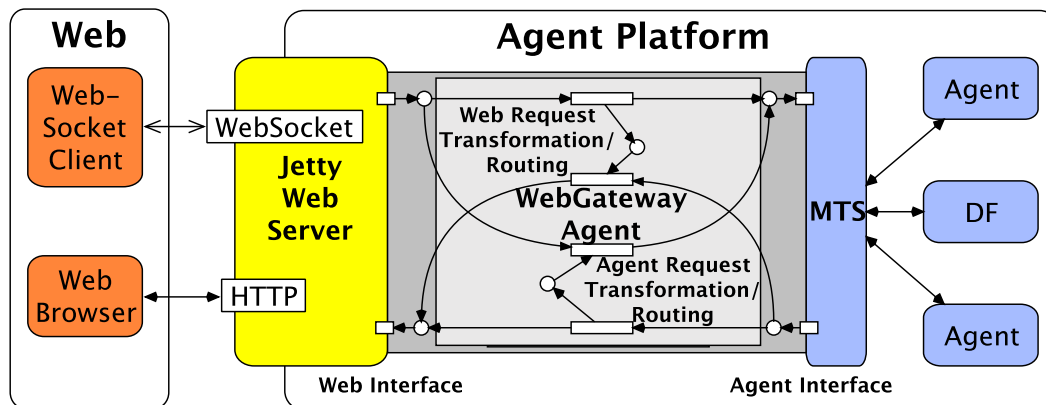 Web
Agent Platform
Web-
Socket
Client
WebSocket
Jetty
Web
Server
Web
Browser
HTTP
Web Request
Transformation/
Routing
WebGateway
Agent
Agent Request
Transformation/
Routing
MTS
Agent
DF
Agent
Web Interface
Agent Interface